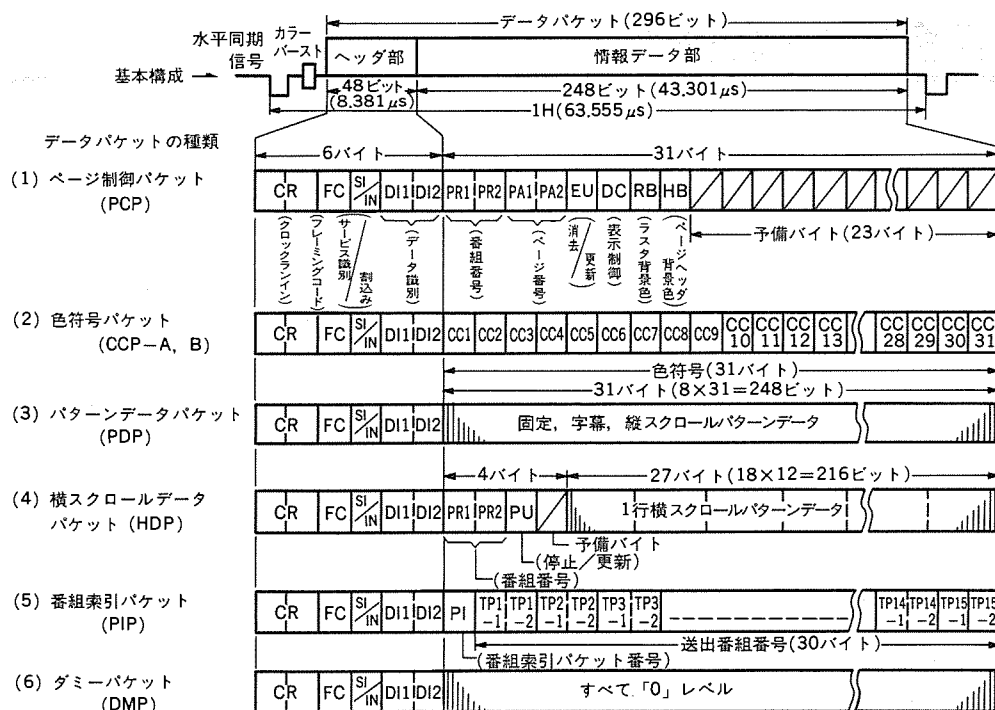 データパケット(296ビット)
水平同期
信号
カラー
バースト
ヘッダ部
情報データ部
基本構成
48ビット
(8.381μs)
248ビット(43.301μs)
1H(63.555μs)
データパケットの種類
6バイト
31バイト
(1) ページ制御パケット
(PCP)
CR FC SI/IN DI1 DI2 PR1 PR2 PA1 PA2 EU DC RB HB
(クロックランイン)
(フレーミングコード)
(サービス識別/割込み)
(データ識別)
(番組番号)
(ページ番号)
(消去/更新)
(表示制御)
(ラスタ背景色)
(ページヘッダ背景色)
予備バイト(23バイト)
(2) 色符号パケット
(CCP-A, B)
CR FC SI/IN DI1 DI2 CC1 CC2 CC3 CC4 CC5 CC6 CC7 CC8 CC9 CC10 CC11 CC12 CC13 CC28 CC29 CC30 CC31
色符号(31バイト)
31バイト(8×31=248ビット)
(3) パターンデータパケット
(PDP)
CR FC SI/IN DI1 DI2 固定, 字幕, 縦スクロールパターンデータ
4バイト
27バイト(18×12=216ビット)
(4) 横スクロールデータ
パケット(HDP)
CR FC SI/IN DI1 DI2 PR1 PR2 PU 1行横スクロールパターンデータ
予備バイト
(停止/更新)
(番組番号)
(5) 番組索引パケット
(PIP)
CR FC SI/IN DI1 DI2 PI TP1-1 TP1-2 TP2-1 TP2-2 TP3-1 TP3-2 TP14-1 TP14-2 TP15-1 TP15-2
送出番組番号(30バイト)
(番組索引パケット番号)
(6) ダミーパケット
(DMP)
CR FC SI/IN DI1 DI2 すべて「0」レベル